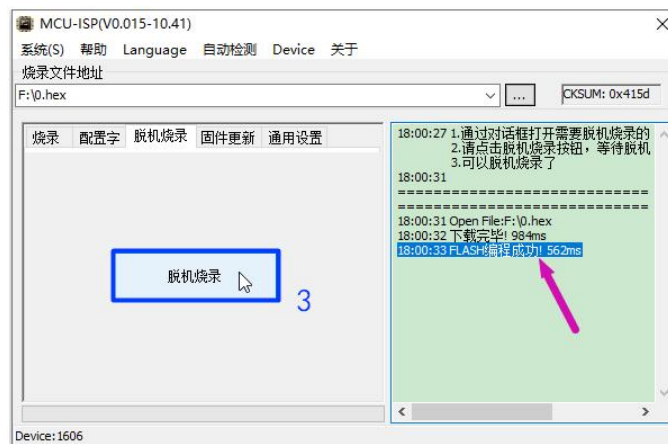 MCU-ISP(V0.015-10.41)
系统(S) 帮助 Language 自动检测 Device 关于
烧录文件地址
F:\0.hex ... CKSUM: 0x415d
烧录 配置字 脱机烧录 固件更新 通用设置
脱机烧录
3
18:00:27 1.通过对话框打开需要脱机烧录的
2.请点击脱机烧录按钮，等待脱机
3.可以脱机烧录了
18:00:31
==============================
==============================
18:00:31 Open File:F:\0.hex
18:00:32 下载完毕! 984ms
18:00:33 FLASH编程成功! 562ms
Device:1606